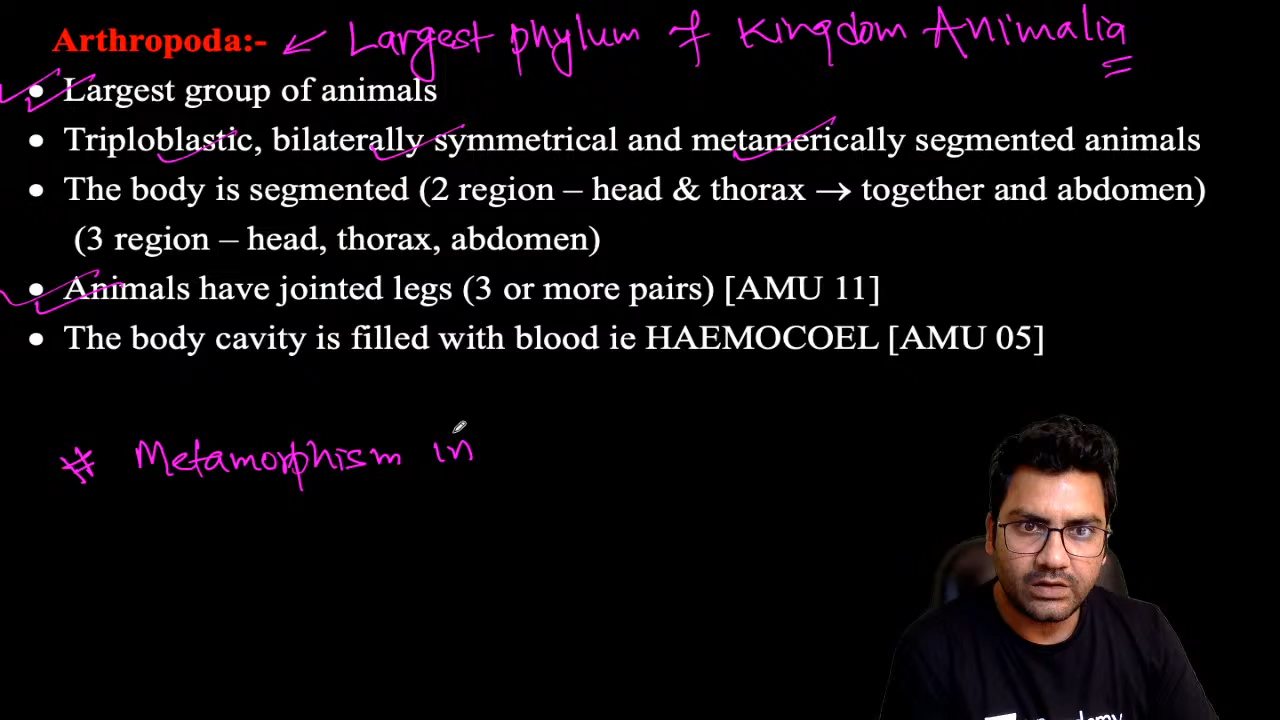 Arthropoda:- ↙ Largest phylum of Kingdom Animalia
• Largest group of animals
• Triploblastic, bilaterally symmetrical and metamerically segmented animals
• The body is segmented (2 region – head & thorax → together and abdomen)
(3 region – head, thorax, abdomen)
• Animals have jointed legs (3 or more pairs) [AMU 11]
• The body cavity is filled with blood ie HAEMOCOEL [AMU 05]
# Metamorphism in